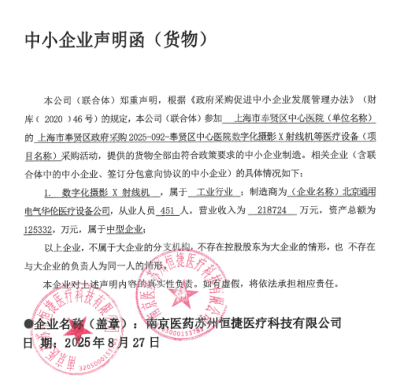 中小企业声明函（货物）
本公司（联合体）郑重声明，根据《政府采购促进中小企业发展管理办法》（财
库﹝2020﹞46号）的规定，本公司（联合体）参加 上海市奉贤区中心医院（单位名称）
的 上海市奉贤区政府采购2025-092-奉贤区中心医院数字化摄影X射线机等医疗设备（项
目名称）采购活动，提供的货物全部由符合政策要求的中小企业制造。相关企业（含联
合体中的中小企业、签订分包意向协议的中小企业）的具体情况如下：
1. 数字化摄影X射线机 ，属于 工业行业 ；制造商为（企业名称）北京通用
电气华伦医疗设备公司，从业人员 451 人，营业收入为 218724 万元，资产总额为
125332，万元，属于 中型企业；
以上企业，不属于大企业的分支机构，不存在控股股东为大企业的情形，也 不存在
与大企业的负责人为同一人的情形。
本企业对上述声明内容的真实性负责。如有虚假，将依法承担相应责任。
●企业名称（盖章）：南京医药苏州恒捷医疗科技有限公司
日 期：2025年8月27日